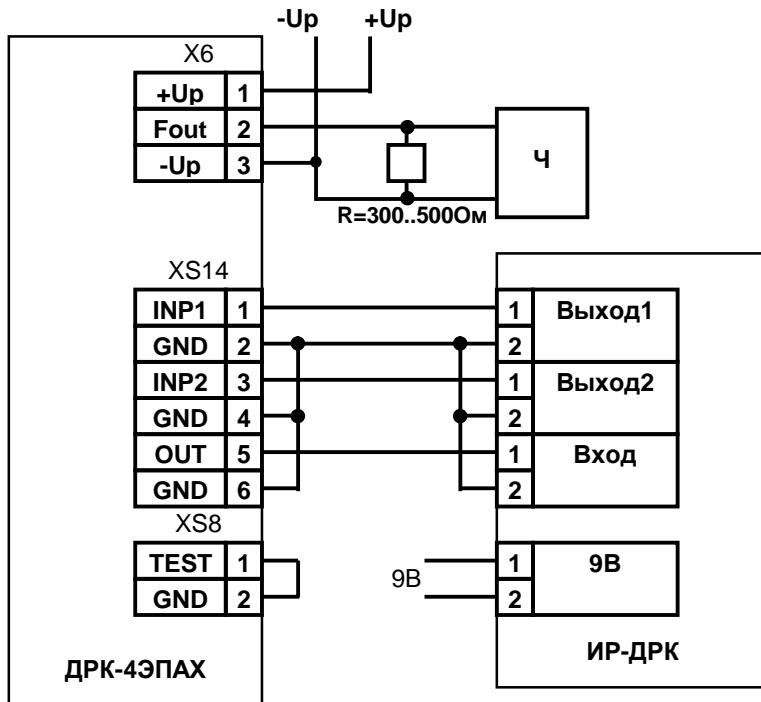 -Up +Up
X6
+Up 1
Fout 2
-Up 3
Ч
R=300..500Ом
XS14
INP1 1
GND 2
INP2 3
GND 4
OUT 5
GND 6
1 Выход1
2
1 Выход2
2
1 Вход
2
XS8
TEST 1
GND 2
9В
1 9В
2
ДРК-4ЭПАХ
ИР-ДРК